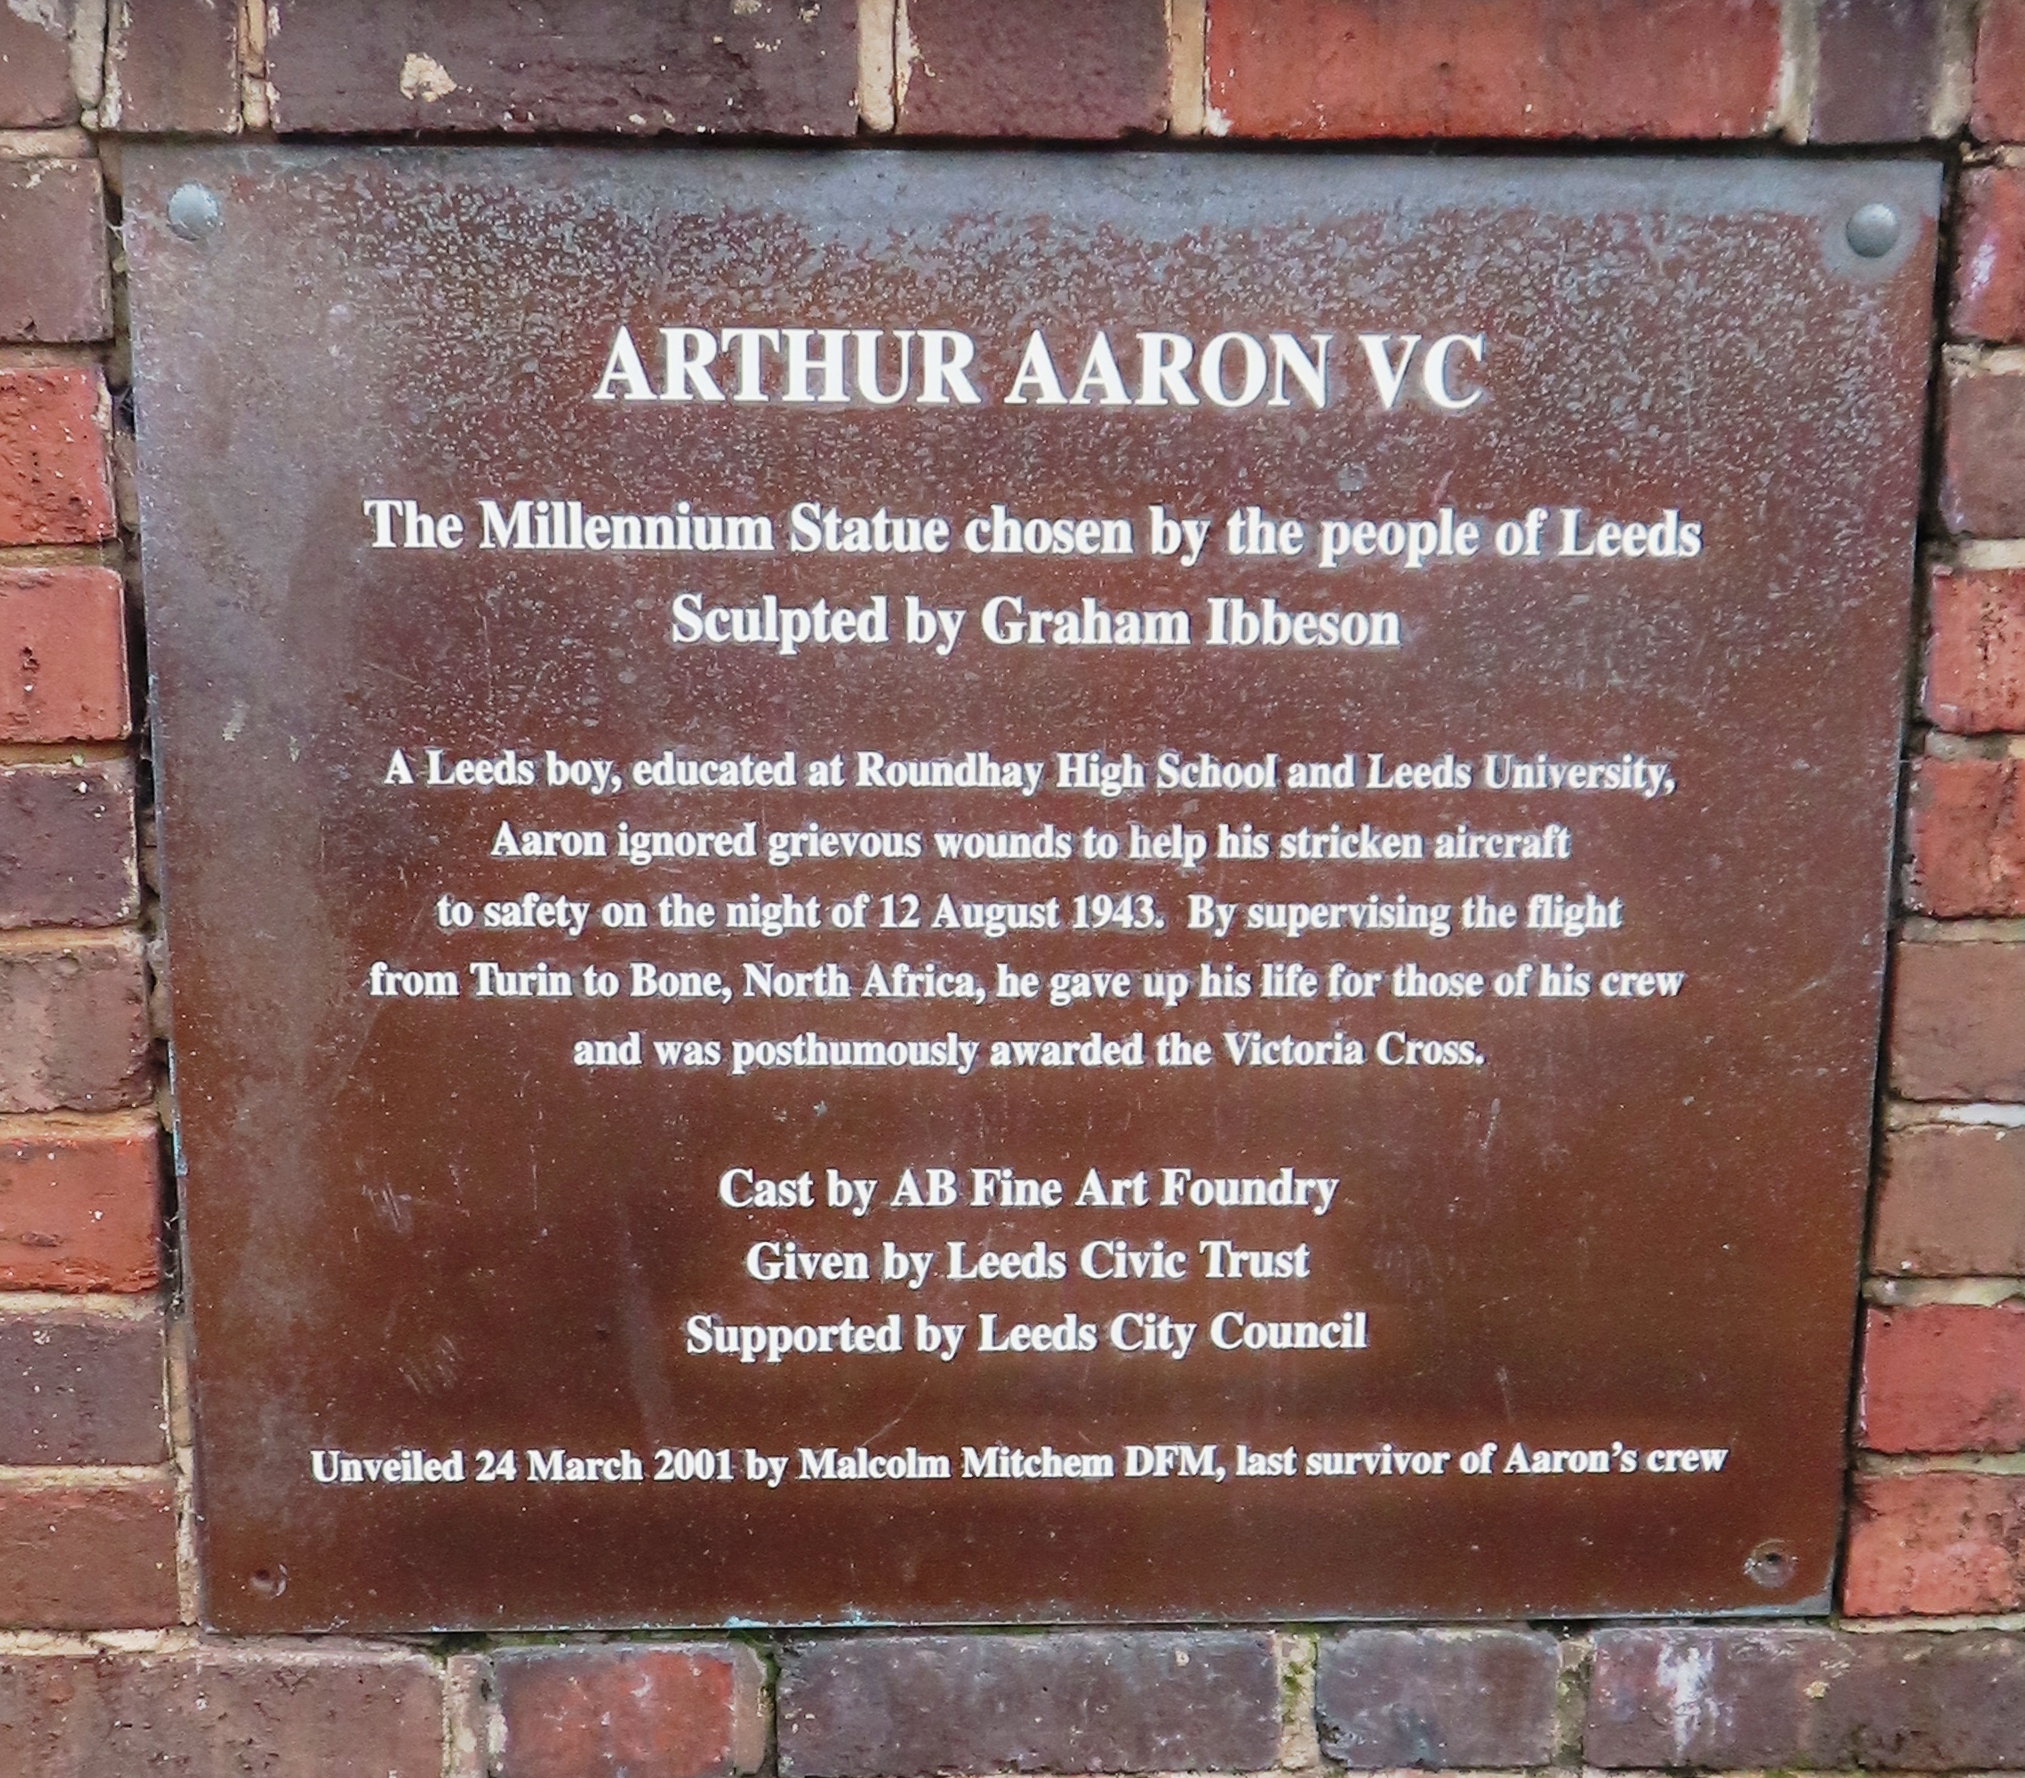 ARTHUR AARON VC
The Millennium Statue chosen by the people of Leeds
Sculpted by Graham Ibbeson
A Leeds boy, educated at Roundhay High School and Leeds University,
Aaron ignored grievous wounds to help his stricken aircraft
to safety on the night of 12 August 1943. By supervising the flight
from Turin to Bone, North Africa, he gave up his life for those of his crew
and was posthumously awarded the Victoria Cross.
Cast by AB Fine Art Foundry
Given by Leeds Civic Trust
Supported by Leeds City Council
Unveiled 24 March 2001 by Malcolm Mitchem DFM, last survivor of Aaron’s crew